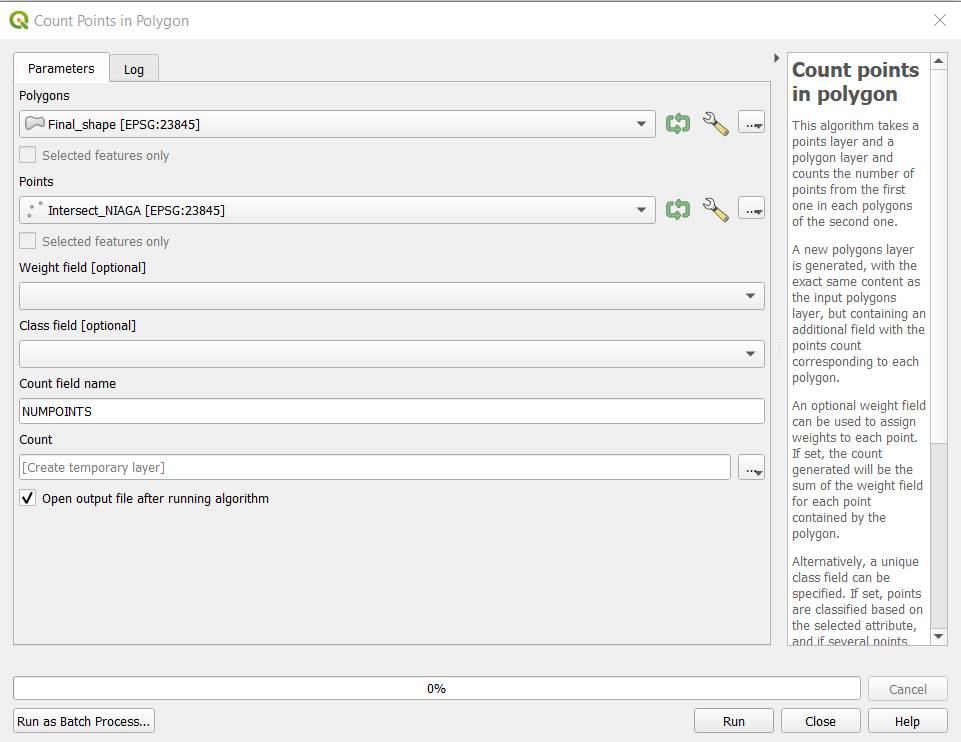 Count Points in Polygon
Parameters
Log
Polygons
Final_shape [EPSG:23845]
...
Selected features only
Points
Intersect_NIAGA [EPSG:23845]
...
Selected features only
Weight field [optional]
Class field [optional]
Count field name
NUMPOINTS
Count
[Create temporary layer]
...
Open output file after running algorithm
Count points
in polygon
This algorithm takes a
points layer and a
polygon layer and
counts the number of
points from the first
one in each polygons
of the second one.
A new polygons layer
is generated, with the
exact same content as
the input polygons
layer, but containing an
additional field with the
points count
corresponding to each
polygon.
An optional weight field
can be used to assign
weights to each point.
If set, the count
generated will be the
sum of the weight field
for each point
contained by the
polygon.
Alternatively, a unique
class field can be
specified. If set, points
are classified based on
the selected attribute,
and if several points
0%
Cancel
Run as Batch Process...
Run
Close
Help